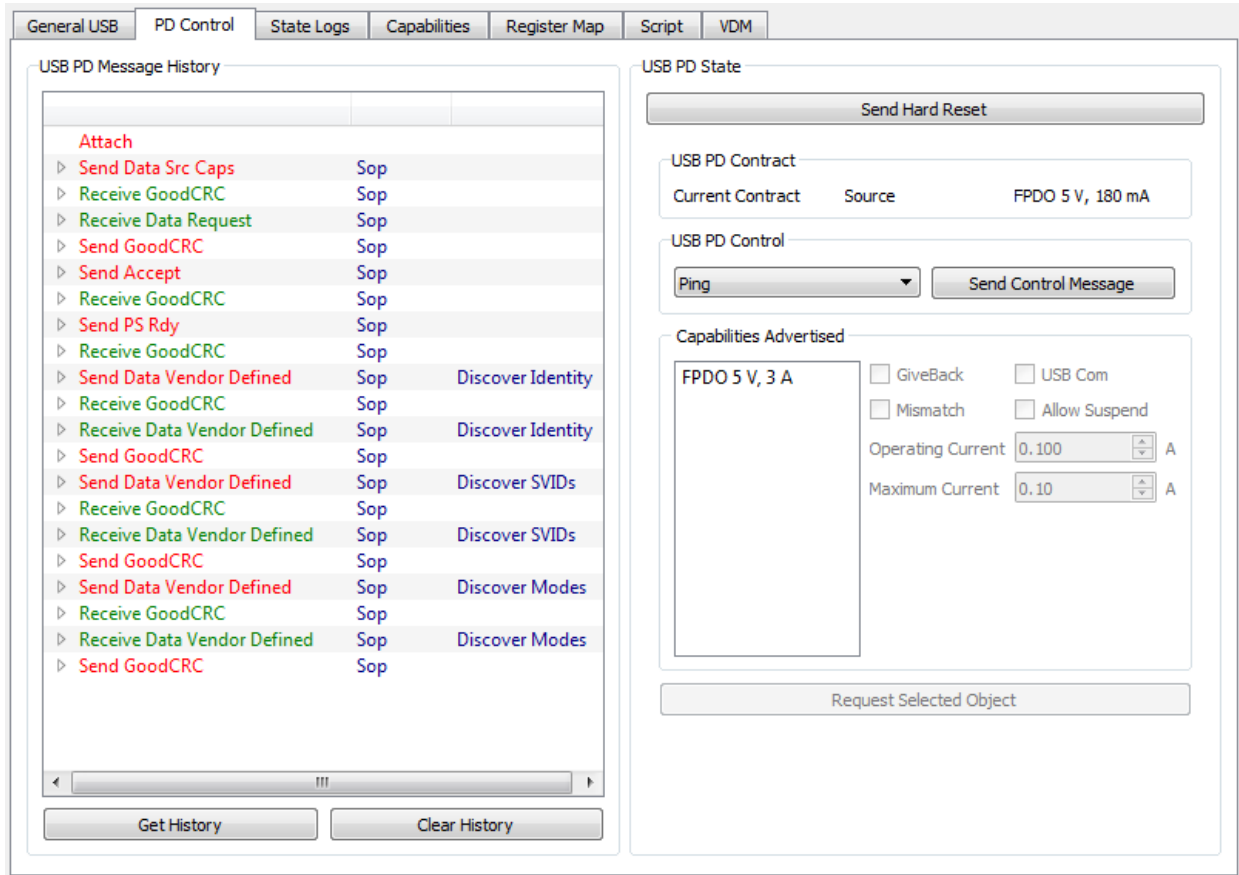 General USB PD Control State Logs Capabilities Register Map Script VDM
USB PD Message History
Attach
Send Data Src Caps Sop
Receive GoodCRC Sop
Receive Data Request Sop
Send GoodCRC Sop
Send Accept Sop
Receive GoodCRC Sop
Send PS Rdy Sop
Receive GoodCRC Sop
Send Data Vendor Defined Sop Discover Identity
Receive GoodCRC Sop
Receive Data Vendor Defined Sop Discover Identity
Send GoodCRC Sop
Send Data Vendor Defined Sop Discover SVIDs
Receive GoodCRC Sop
Receive Data Vendor Defined Sop Discover SVIDs
Send GoodCRC Sop
Send Data Vendor Defined Sop Discover Modes
Receive GoodCRC Sop
Receive Data Vendor Defined Sop Discover Modes
Send GoodCRC Sop
Get History Clear History
USB PD State
Send Hard Reset
USB PD Contract
Current Contract Source FPDO 5 V, 180 mA
USB PD Control
Ping Send Control Message
Capabilities Advertised
FPDO 5 V, 3 A
GiveBack USB Com
Mismatch Allow Suspend
Operating Current 0.100 A
Maximum Current 0.10 A
Request Selected Object